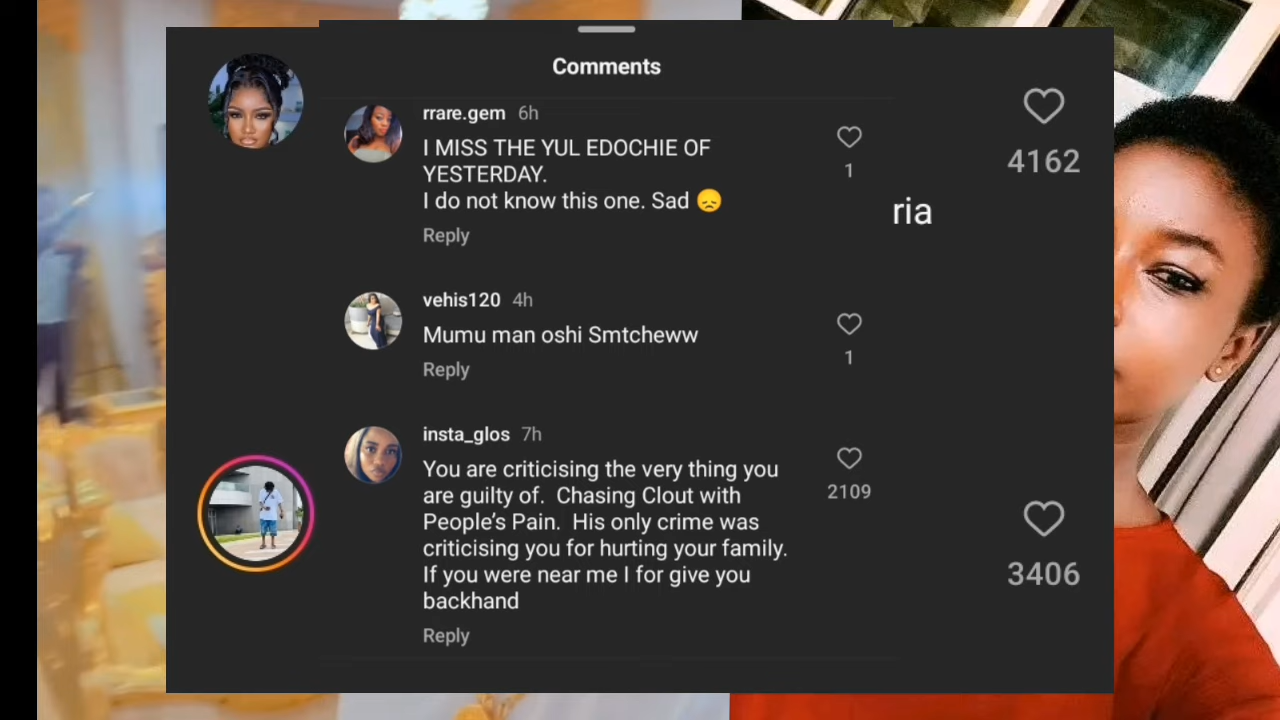 Comments
rrare.gem 6h
I MISS THE YUL EDOCHIE OF
YESTERDAY.
I do not know this one. Sad 😞
1
Reply
4162
ria
vehis120 4h
Mumu man oshi Smtcheww
1
Reply
insta_glos 7h
You are criticising the very thing you
are guilty of. Chasing Clout with
People’s Pain. His only crime was
criticising you for hurting your family.
If you were near me I for give you
backhand
2109
Reply
3406